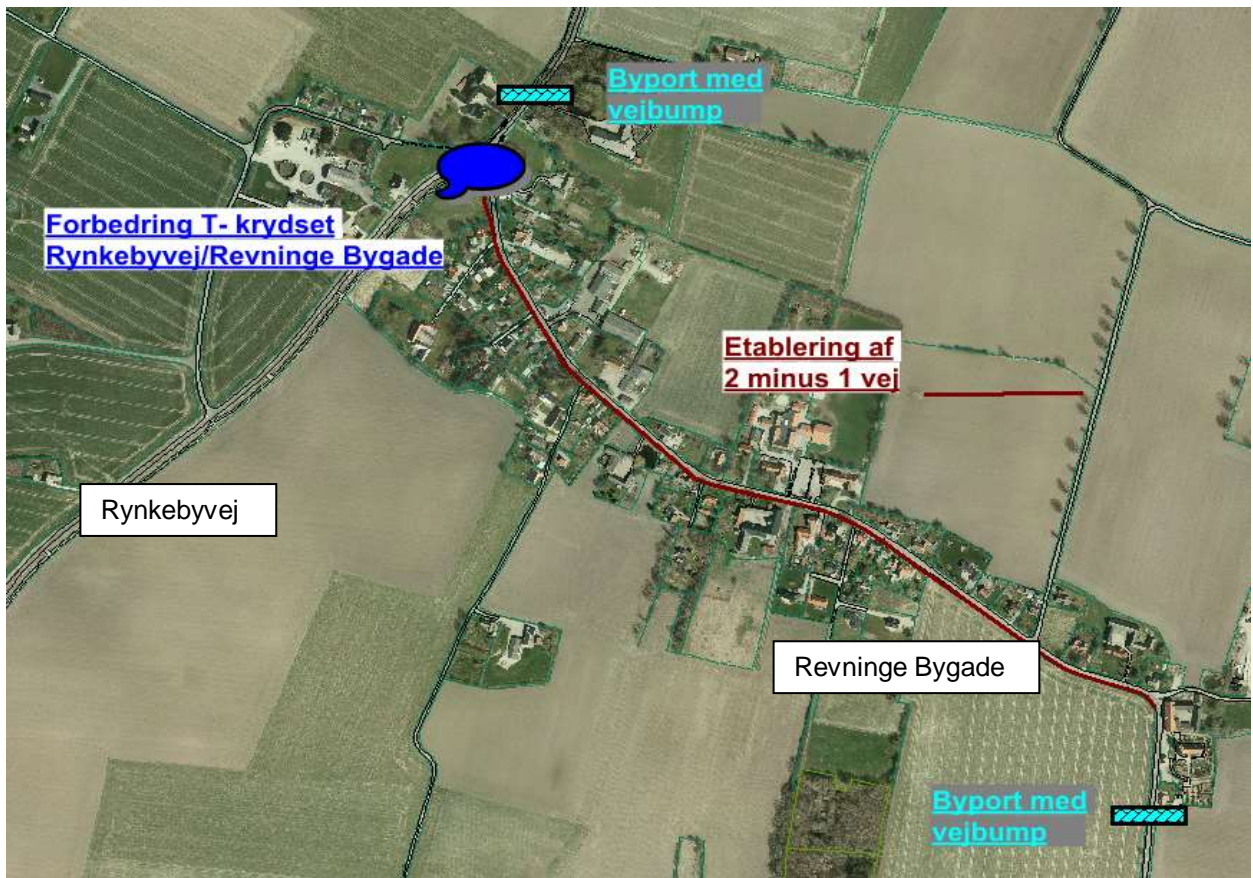 Byport med
vejbump
Forbedring T- krydset
Rynkebyvej/Revninge Bygade
Etablering af
2 minus 1 vej
Rynkebyvej
Revninge Bygade
Byport med
vejbump